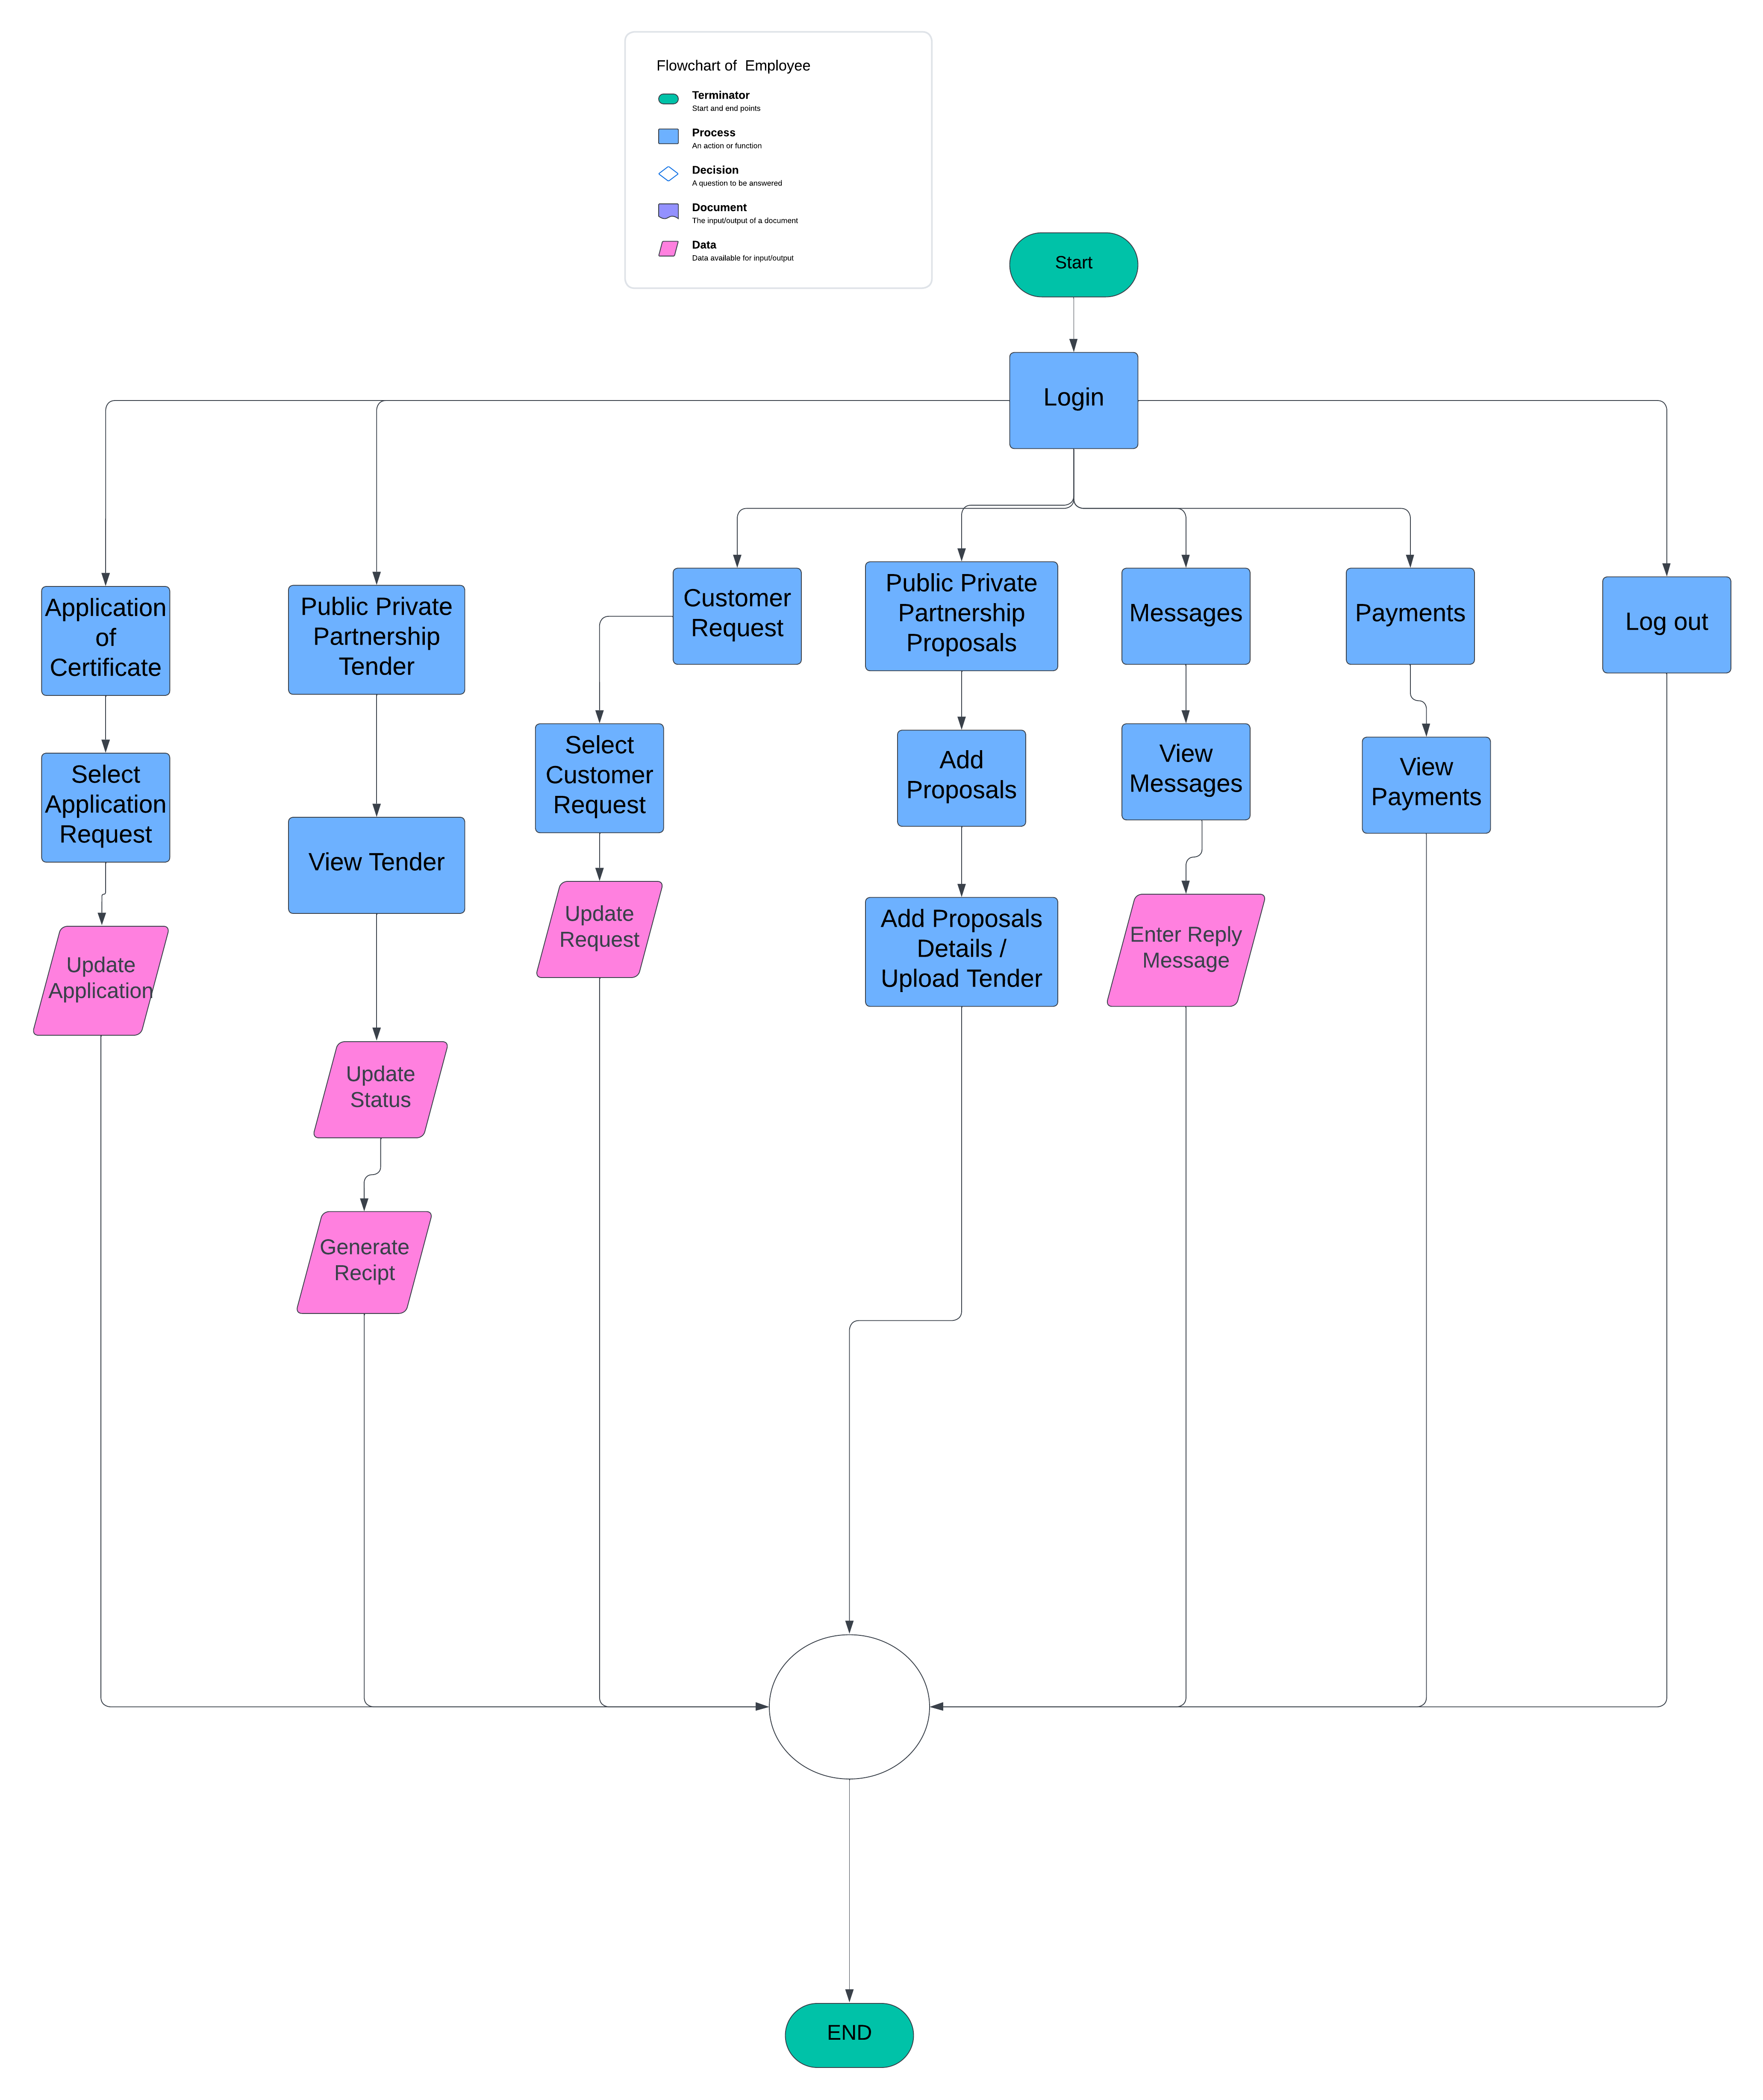 Flowchart of  Employee
Terminator
Start and end points
Process
An action or function
Decision
A question to be answered
Document
The input/output of a document
Data
Data available for input/output
Start
Login
Application
of
Certificate
Public Private
Partnership
Tender
Customer
Request
Public Private
Partnership
Proposals
Messages
Payments
Log out
Select
Application
Request
View Tender
Select
Customer
Request
Add
Proposals
View
Messages
View
Payments
Update
Application
Update
Request
Add Proposals
Details /
Upload Tender
Enter Reply
Message
Update
Status
Generate
Recipt
END